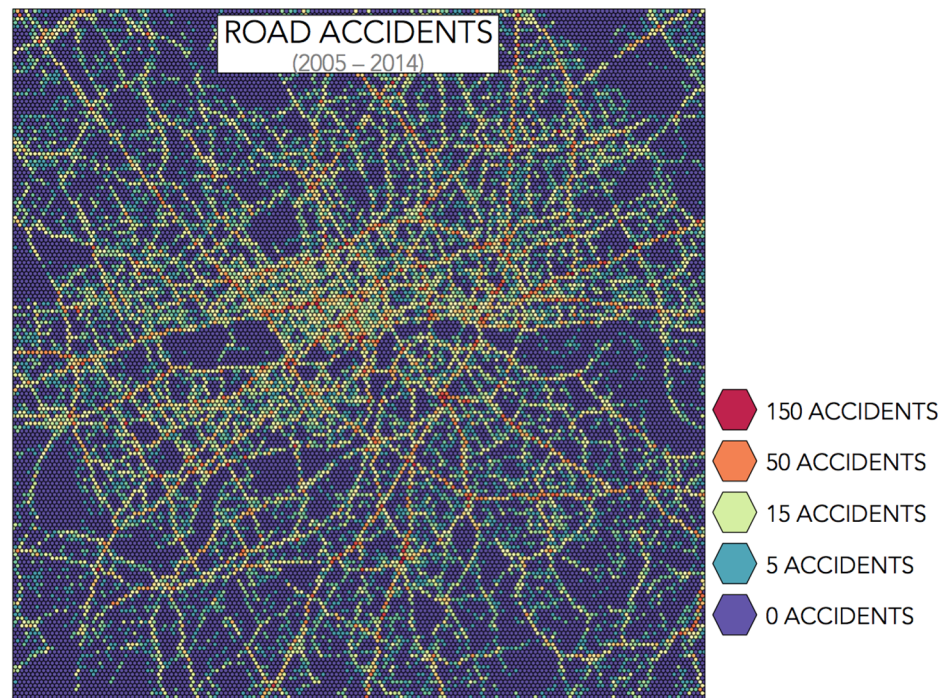 ROAD ACCIDENTS
(2005 – 2014)
150 ACCIDENTS
50 ACCIDENTS
15 ACCIDENTS
5 ACCIDENTS
0 ACCIDENTS